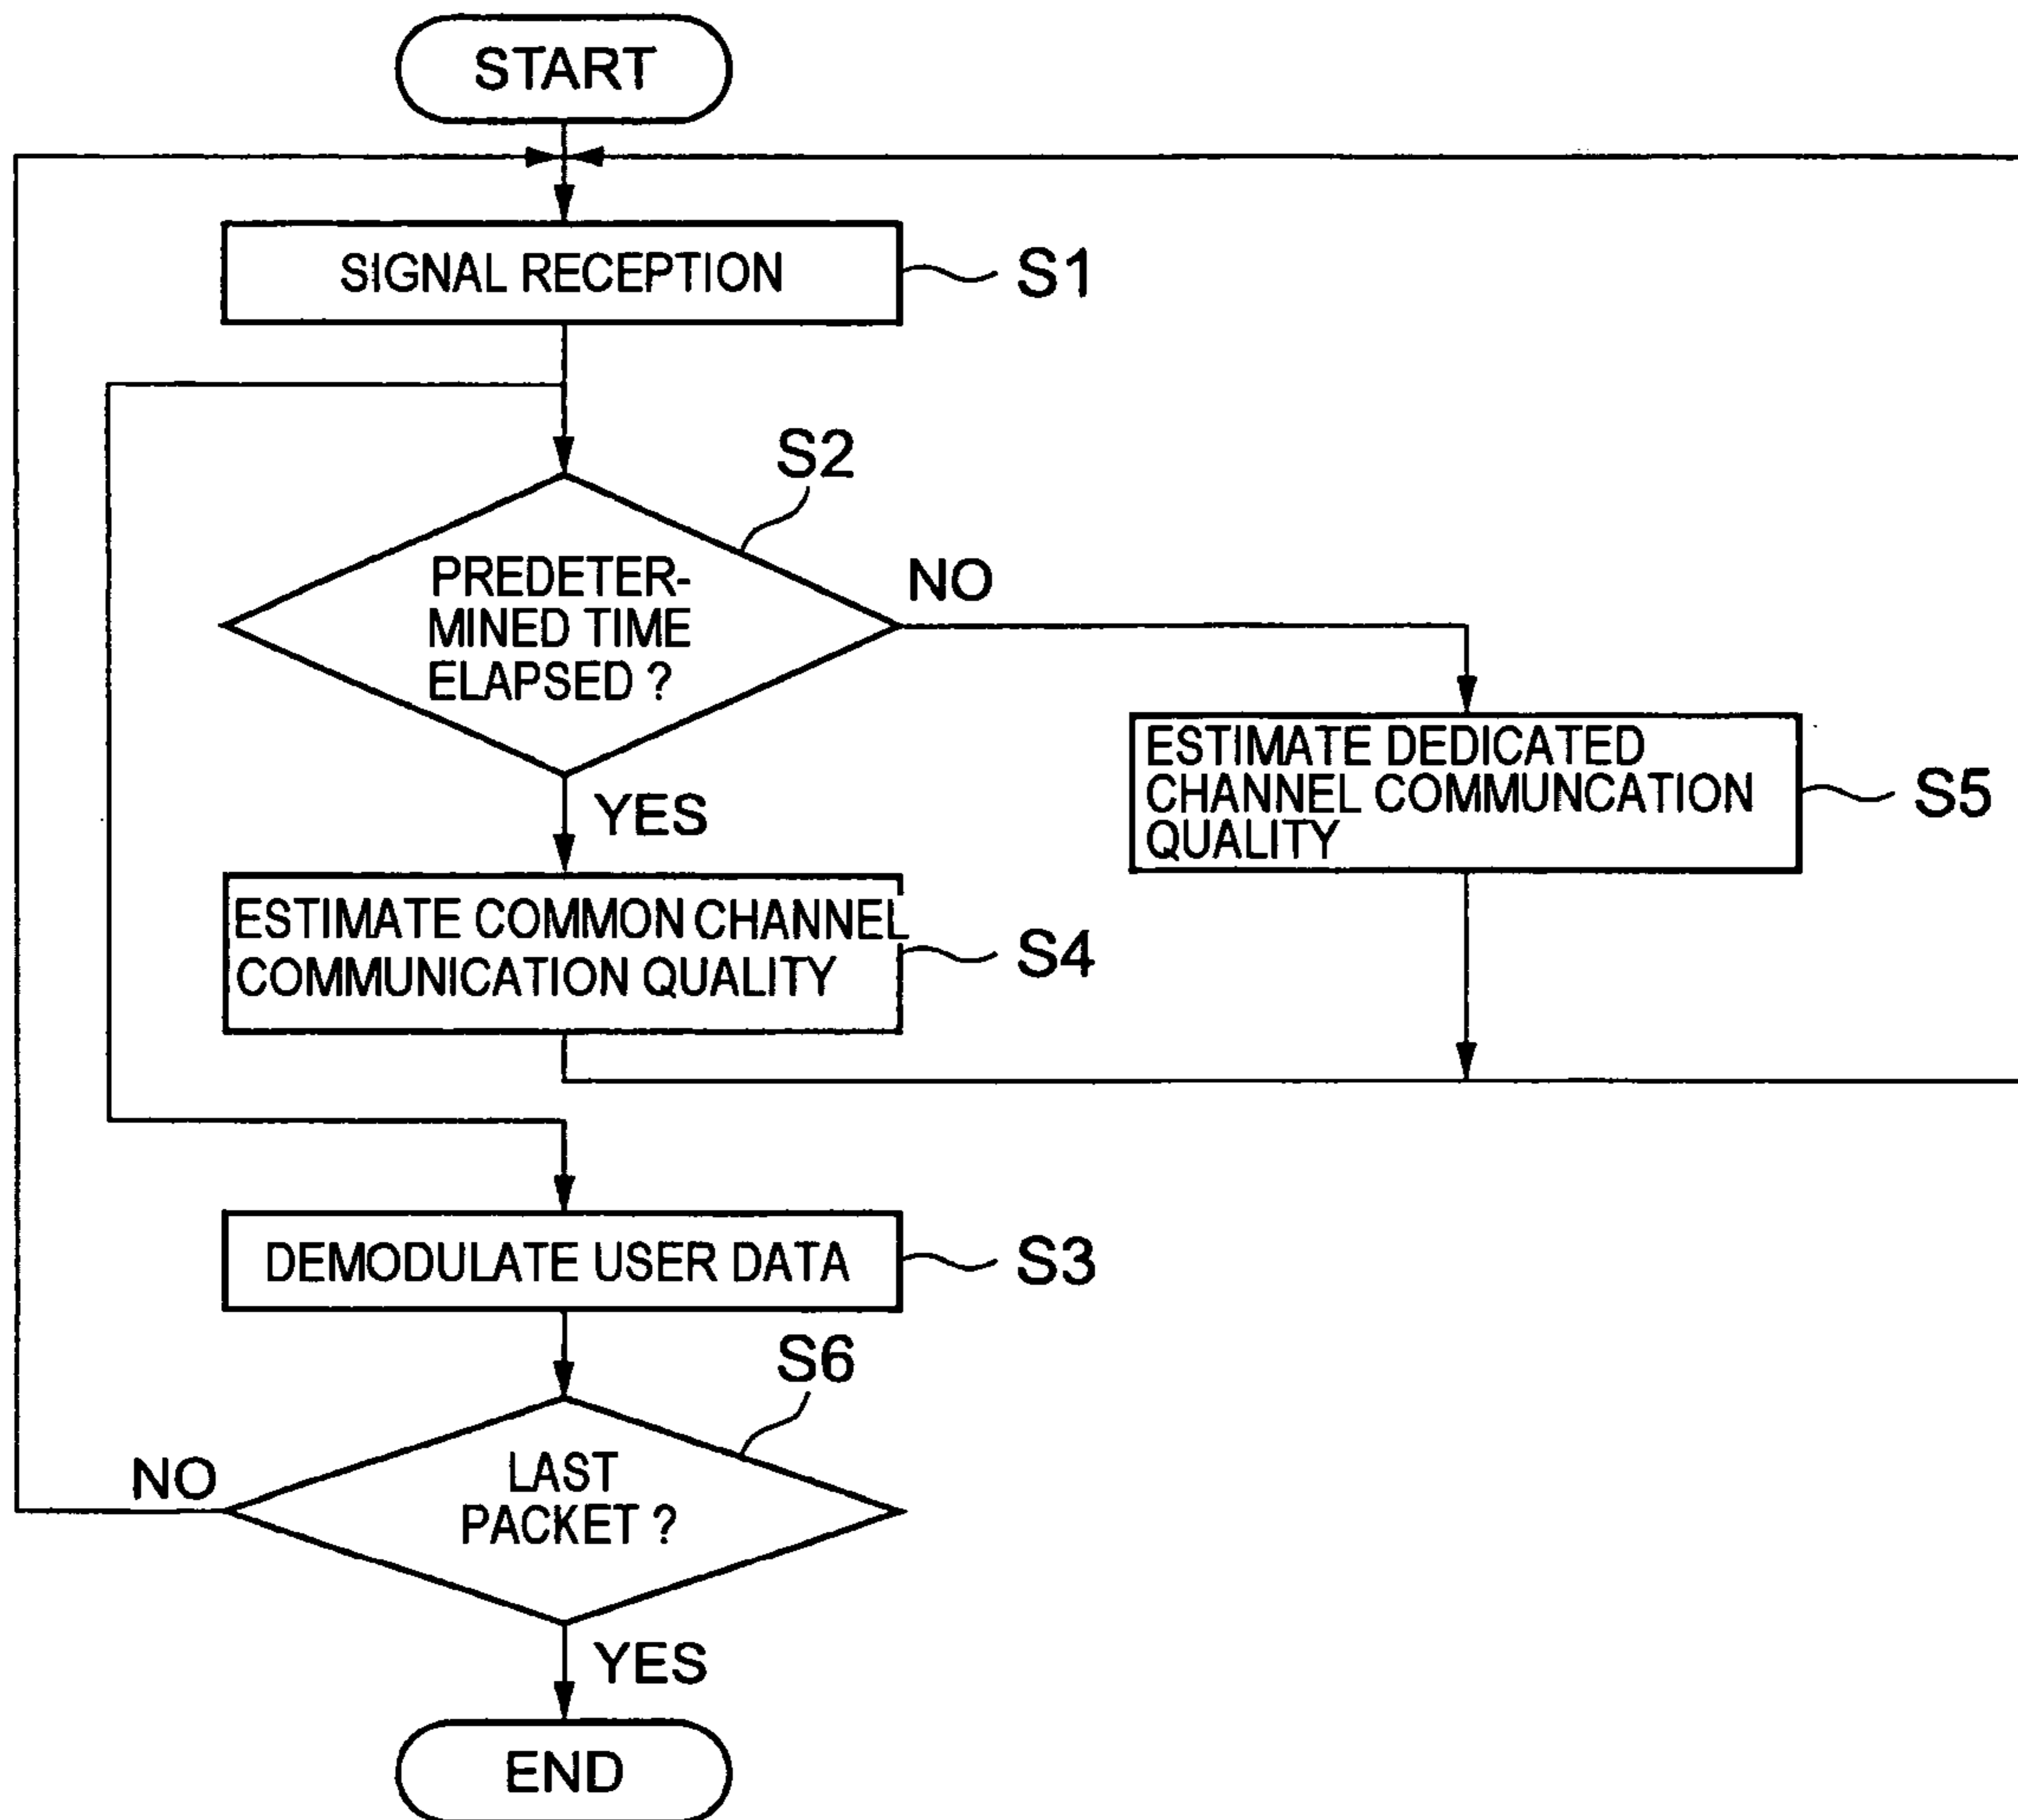 START
SIGNAL RECEPTION
S1
S2
PREDETER-
MINED TIME
ELAPSED ?
NO
YES
ESTIMATE DEDICATED
CHANNEL COMMUNCATION
QUALITY
S5
ESTIMATE COMMON CHANNEL
COMMUNICATION QUALITY
S4
DEMODULATE USER DATA
S3
S6
LAST
PACKET ?
NO
YES
END